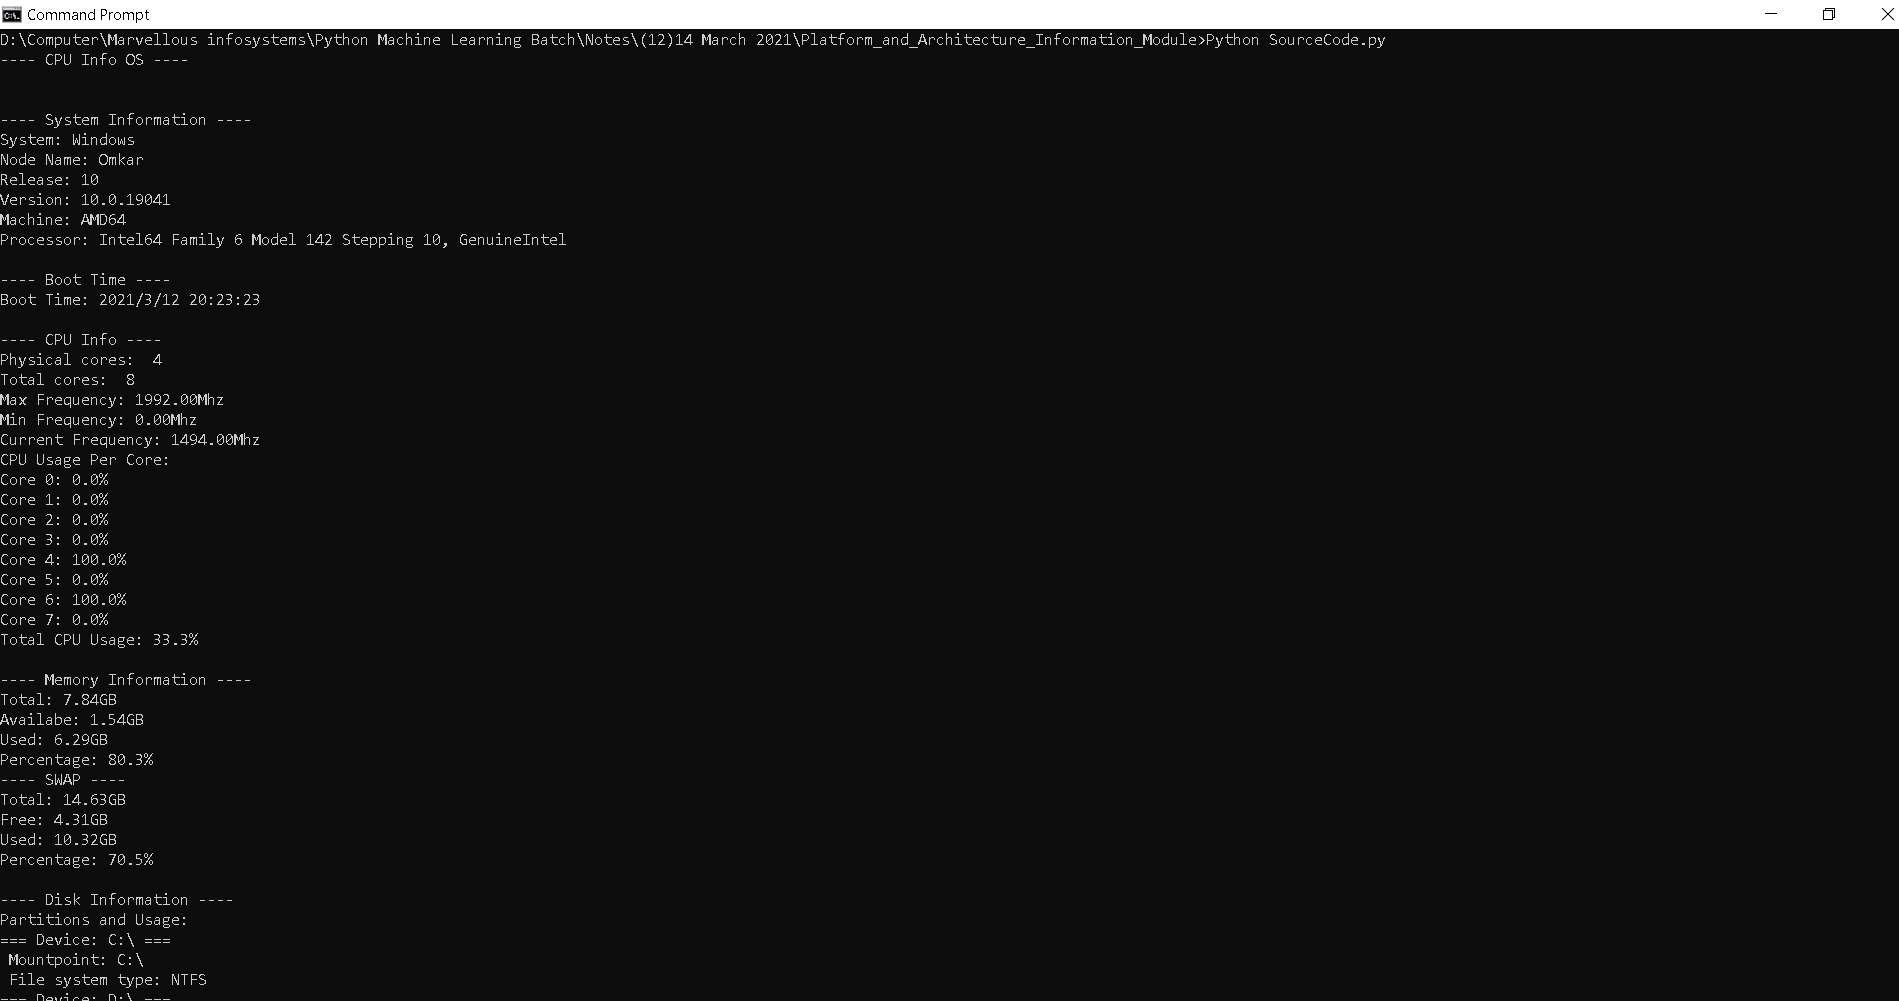 Command Prompt
D:\Computer\Marvellous infosystems\Python Machine Learning Batch\Notes\(12)14 March 2021\Platform_and_Architecture_Information_Module>Python SourceCode.py
---- CPU Info OS ----
---- System Information ----
System: Windows
Node Name: Omkar
Release: 10
Version: 10.0.19041
Machine: AMD64
Processor: Intel64 Family 6 Model 142 Stepping 10, GenuineIntel
---- Boot Time ----
Boot Time: 2021/3/12 20:23:23
---- CPU Info ----
Physical cores:  4
Total cores:  8
Max Frequency: 1992.00Mhz
Min Frequency: 0.00Mhz
Current Frequency: 1494.00Mhz
CPU Usage Per Core:
Core 0: 0.0%
Core 1: 0.0%
Core 2: 0.0%
Core 3: 0.0%
Core 4: 100.0%
Core 5: 0.0%
Core 6: 100.0%
Core 7: 0.0%
Total CPU Usage: 33.3%
---- Memory Information ----
Total: 7.84GB
Availabe: 1.54GB
Used: 6.29GB
Percentage: 80.3%
---- SWAP ----
Total: 14.63GB
Free: 4.31GB
Used: 10.32GB
Percentage: 70.5%
---- Disk Information ----
Partitions and Usage:
=== Device: C:\ ===
 Mountpoint: C:\
 File system type: NTFS
=== Device: D:\ ===